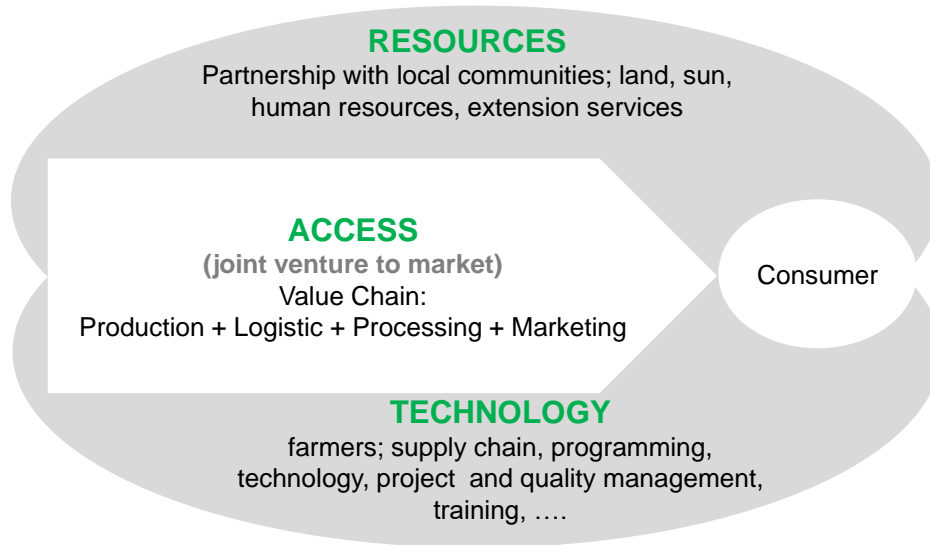 RESOURCES
Partnership with local communities; land, sun,
human resources, extension services
ACCESS
(joint venture to market)
Value Chain:
Production + Logistic + Processing + Marketing
Consumer
TECHNOLOGY
farmers; supply chain, programming,
technology, project  and quality management,
training, ….